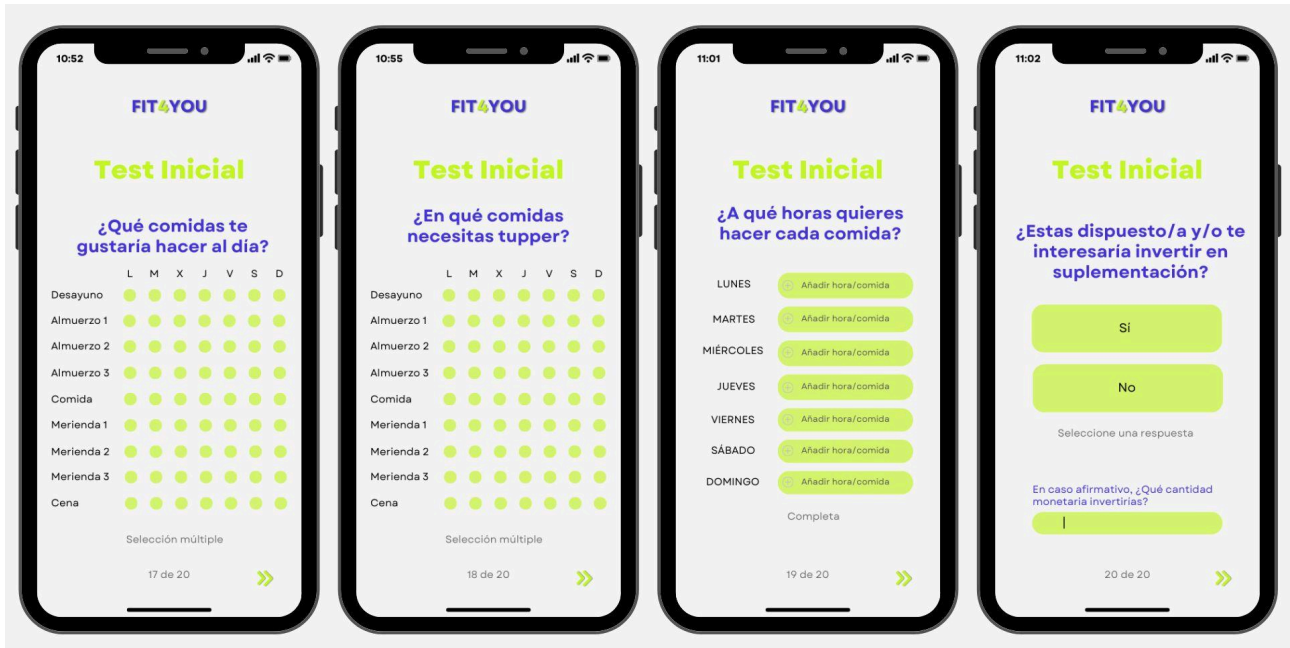 10:52
FIT4YOU
Test Inicial
¿Qué comidas te
gustaría hacer al día?
L M X J V S D
Desayuno
Almuerzo 1
Almuerzo 2
Almuerzo 3
Comida
Merienda 1
Merienda 2
Merienda 3
Cena
Selección múltiple
17 de 20
10:55
FIT4YOU
Test Inicial
¿En qué comidas
necesitas tupper?
L M X J V S D
Desayuno
Almuerzo 1
Almuerzo 2
Almuerzo 3
Comida
Merienda 1
Merienda 2
Merienda 3
Cena
Selección múltiple
18 de 20
11:01
FIT4YOU
Test Inicial
¿A qué horas quieres
hacer cada comida?
LUNES Añadir hora/comida
MARTES Añadir hora/comida
MIÉRCOLES Añadir hora/comida
JUEVES Añadir hora/comida
VIERNES Añadir hora/comida
SÁBADO Añadir hora/comida
DOMINGO Añadir hora/comida
Completa
19 de 20
11:02
FIT4YOU
Test Inicial
¿Estas dispuesto/a y/o te
interesaría invertir en
suplementación?
Sí
No
Seleccione una respuesta
En caso afirmativo, ¿Qué cantidad
monetaria invertirias?
20 de 20